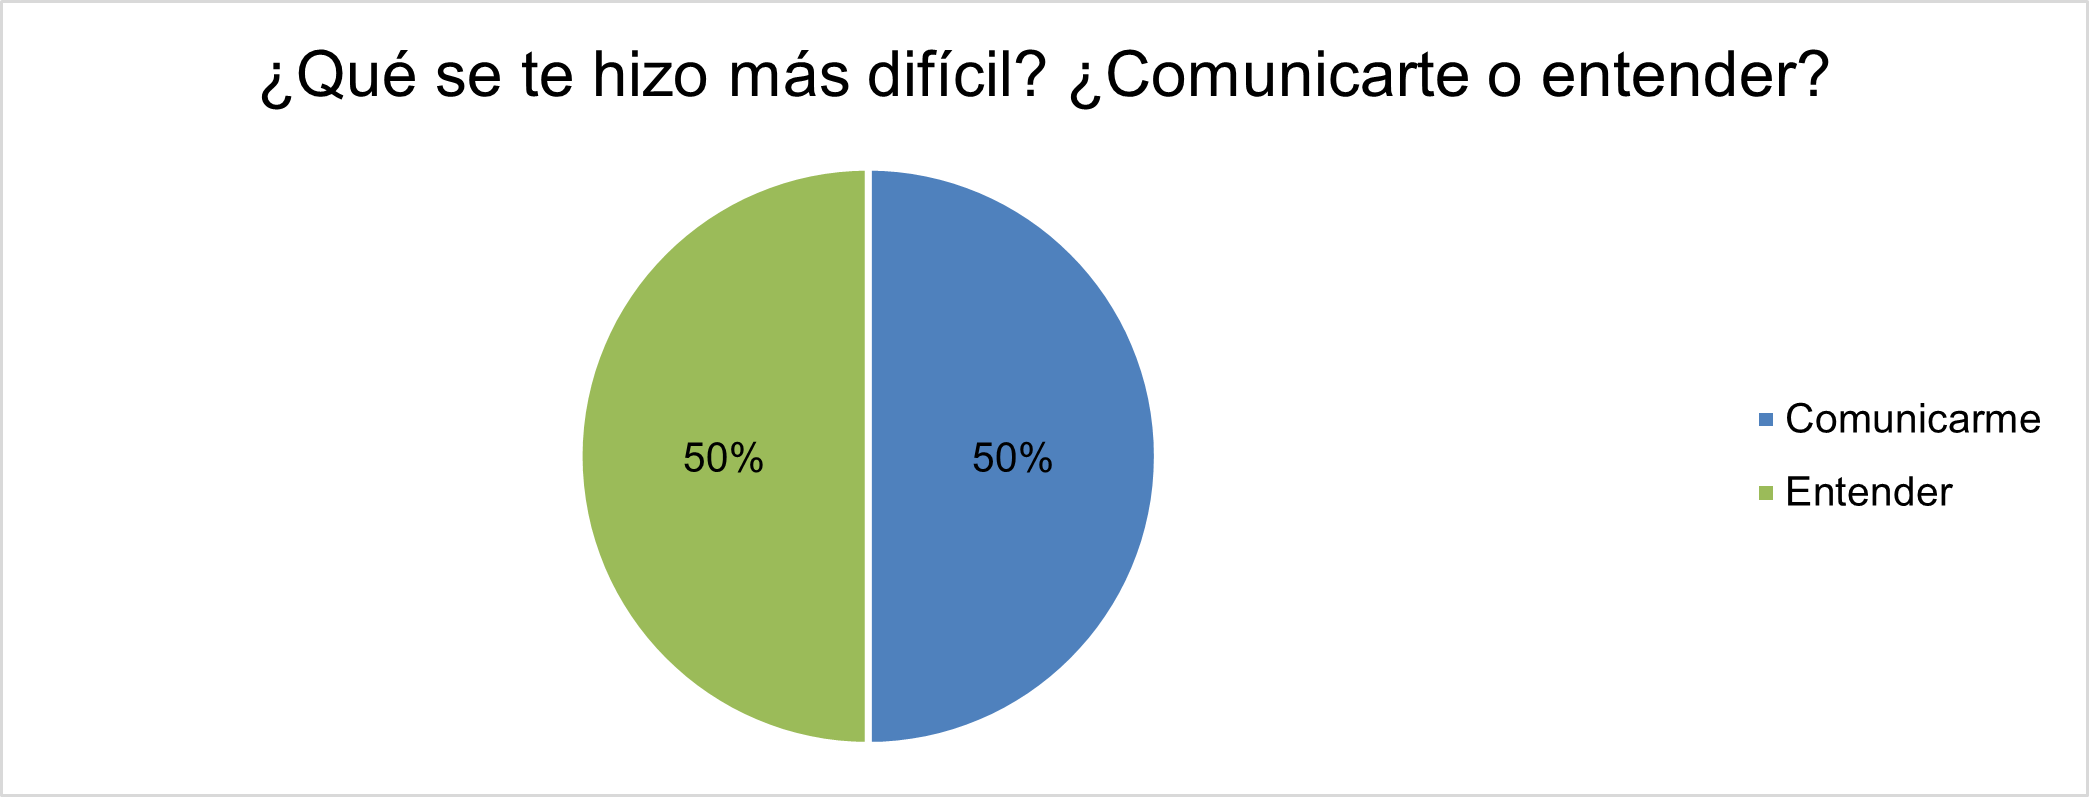 ¿Qué se te hizo más difícil? ¿Comunicarte o entender?
50%
50%
Comunicarme
Entender